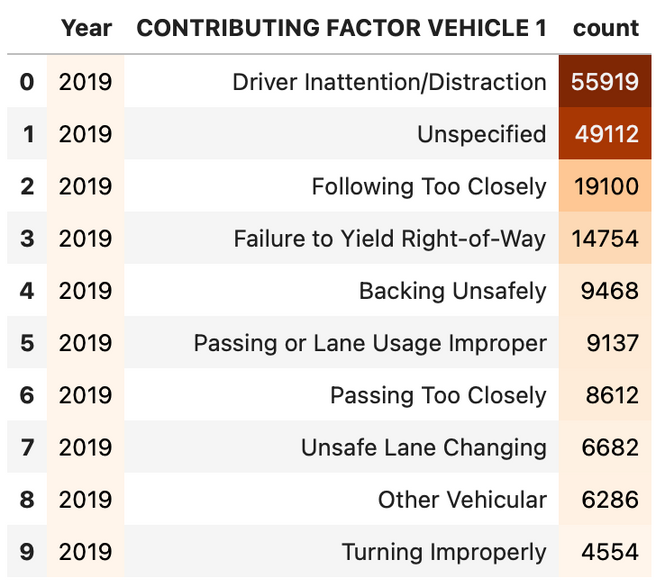 Year CONTRIBUTING FACTOR VEHICLE 1 count
0 2019 Driver Inattention/Distraction 55919
1 2019 Unspecified 49112
2 2019 Following Too Closely 19100
3 2019 Failure to Yield Right-of-Way 14754
4 2019 Backing Unsafely 9468
5 2019 Passing or Lane Usage Improper 9137
6 2019 Passing Too Closely 8612
7 2019 Unsafe Lane Changing 6682
8 2019 Other Vehicular 6286
9 2019 Turning Improperly 4554